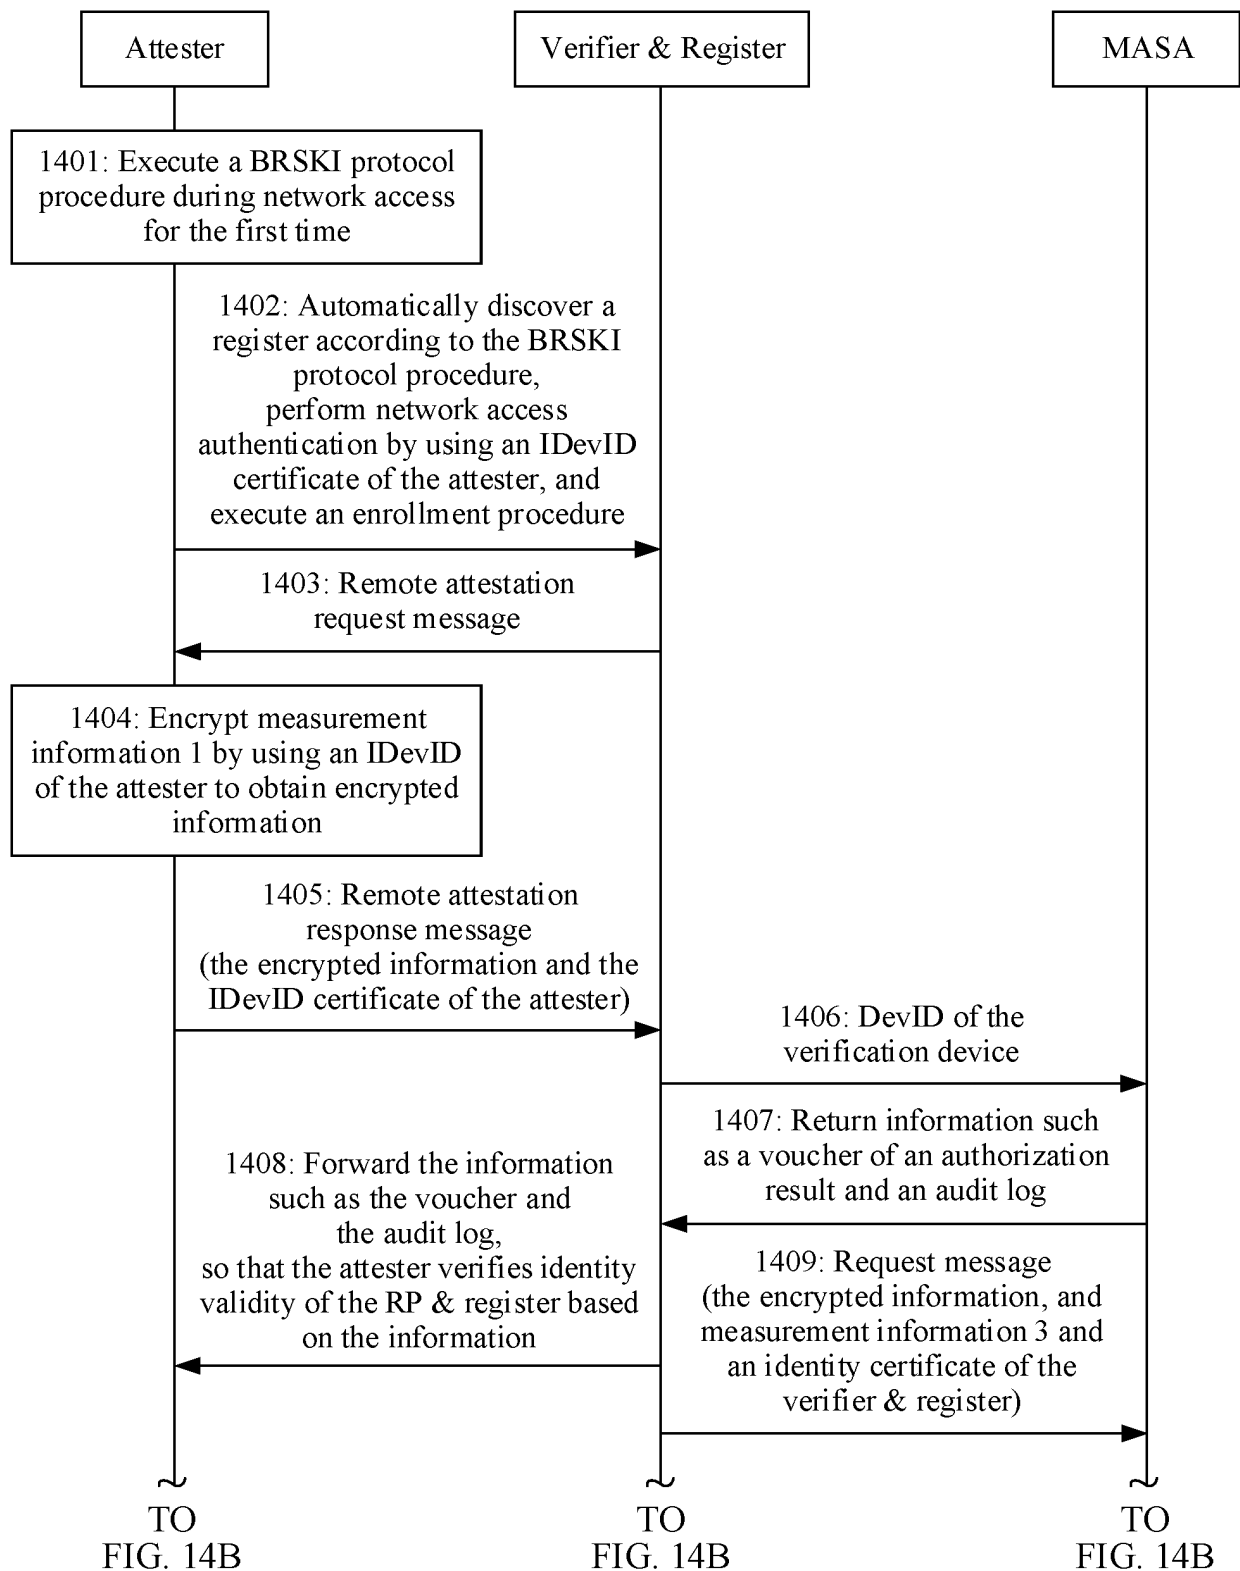 Attester
Verifier & Register
MASA
1401: Execute a BRSKI protocol
procedure during network access
for the first time
1402: Automatically discover a
register according to the BRSKI
protocol procedure,
perform network access
authentication by using an IDevID
certificate of the attester, and
execute an enrollment procedure
1403: Remote attestation
request message
1404: Encrypt measurement
information 1 by using an IDevID
of the attester to obtain encrypted
information
1405: Remote attestation
response message
(the encrypted information and the
IDevID certificate of the attester)
1406: DevID of the
verification device
1407: Return information such
as a voucher of an authorization
result and an audit log
1408: Forward the information
such as the voucher and
the audit log,
so that the attester verifies identity
validity of the RP & register based
on the information
1409: Request message
(the encrypted information, and
measurement information 3 and
an identity certificate of the
verifier & register)
TO
FIG. 14B
TO
FIG. 14B
TO
FIG. 14B